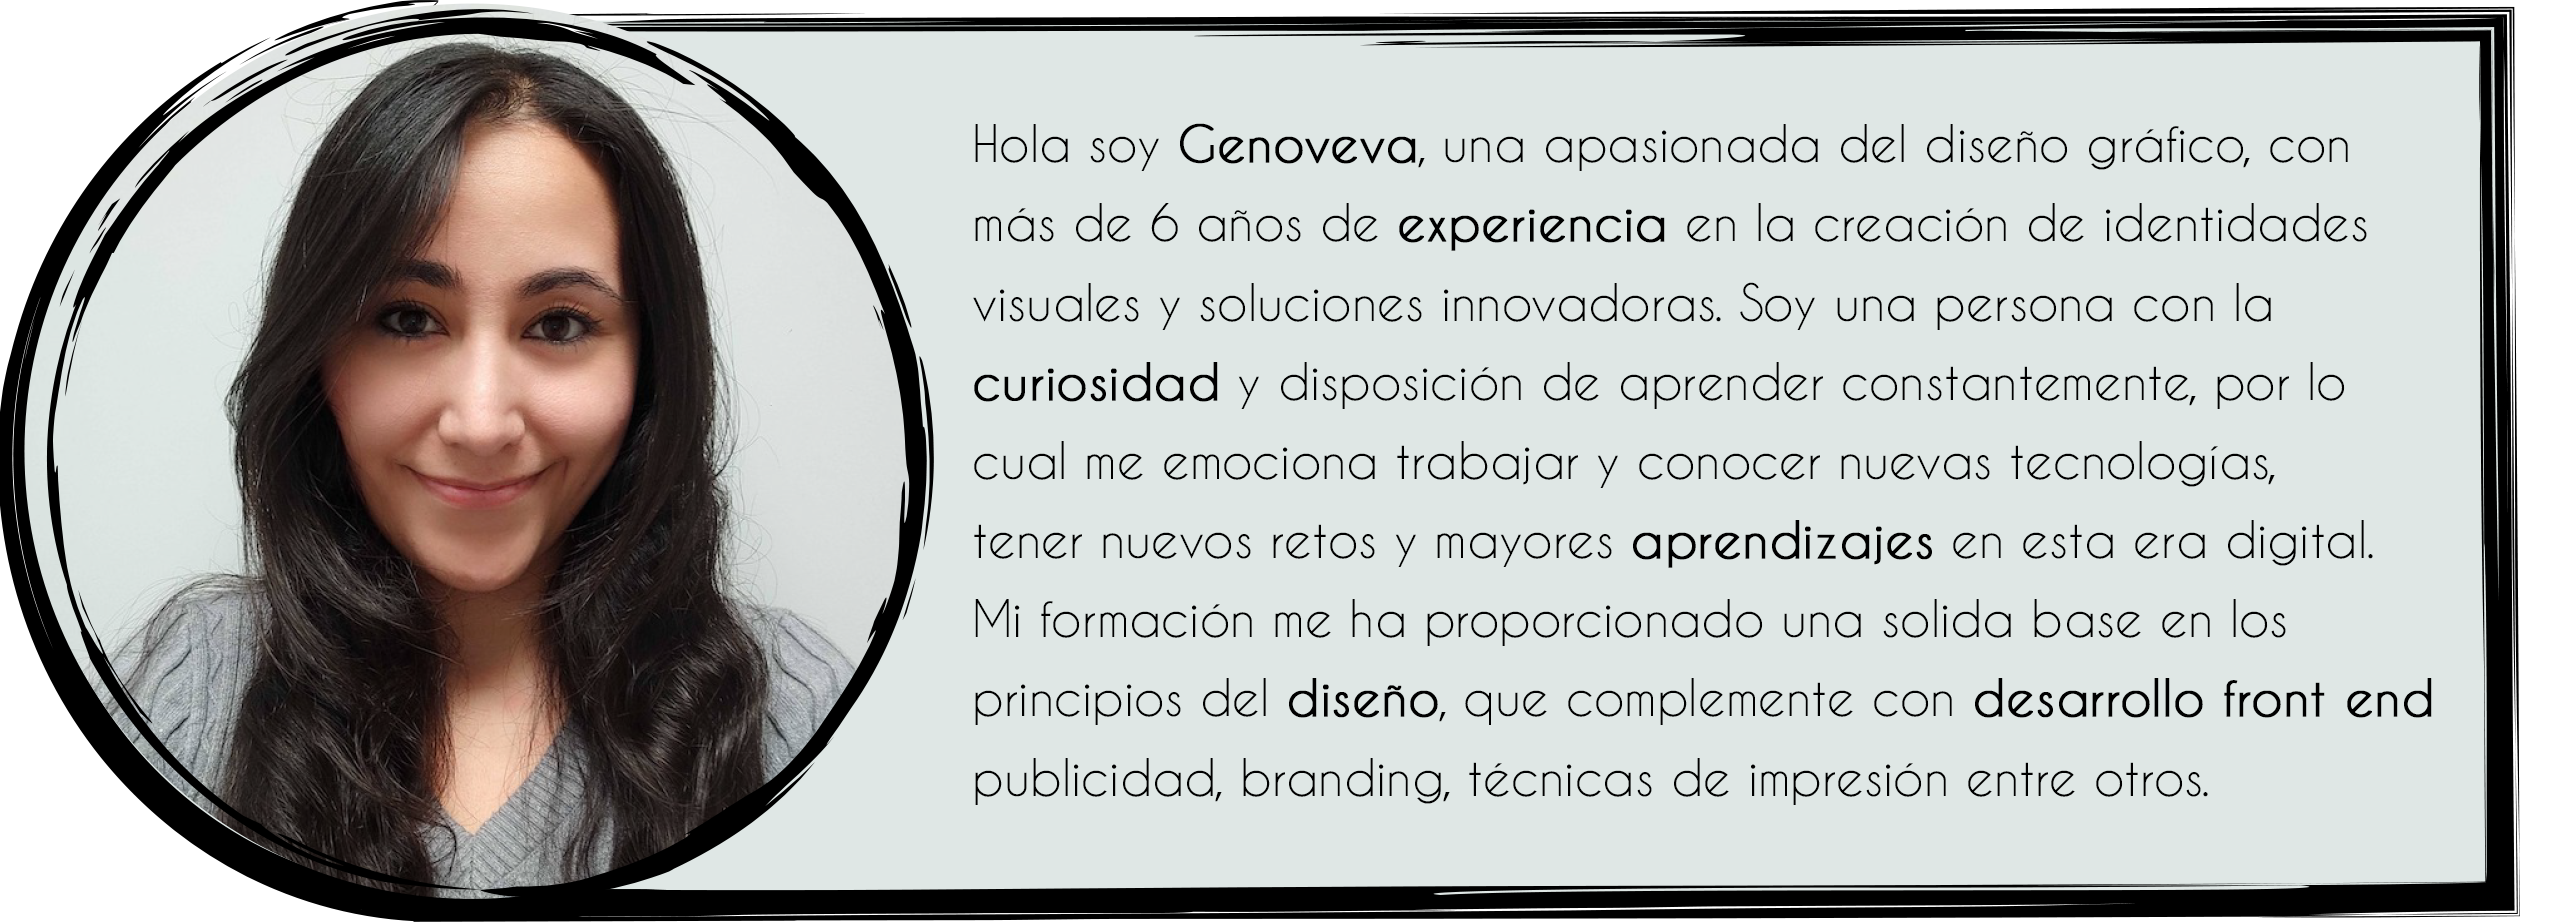 Hola soy Genoveva, una apasionada del diseño gráfico, con
más de 6 años de experiencia en la creación de identidades
visuales y soluciones innovadoras. Soy una persona con la
curiosidad y disposición de aprender constantemente, por lo
cual me emociona trabajar y conocer nuevas tecnologías,
tener nuevos retos y mayores aprendizajes en esta era digital.
Mi formación me ha proporcionado una solida base en los
principios del diseño, que complemente con desarrollo front end
publicidad, branding, técnicas de impresión entre otros.